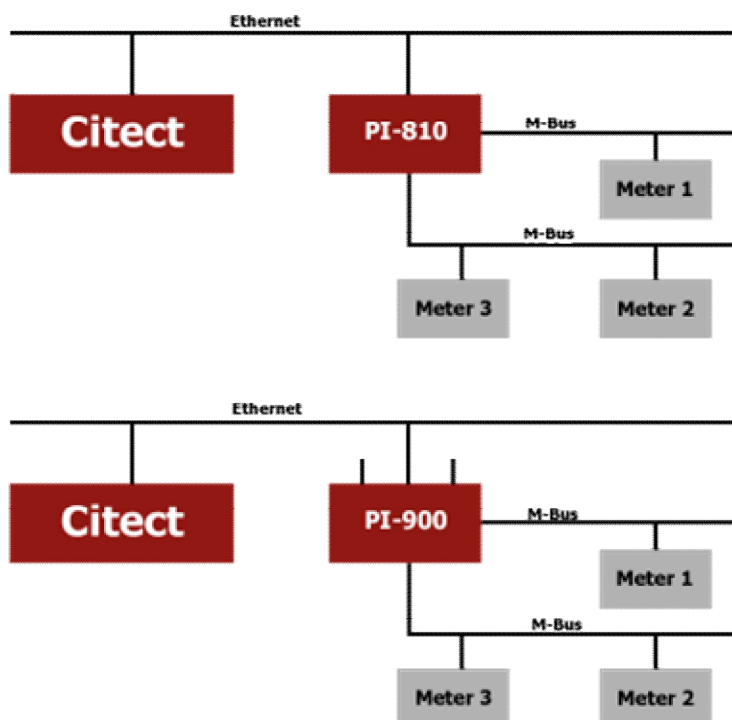 Ethernet
Citect
PI-810
M-Bus
Meter 1
M-Bus
Meter 3
Meter 2
Ethernet
Citect
PI-900
M-Bus
Meter 1
M-Bus
Meter 3
Meter 2